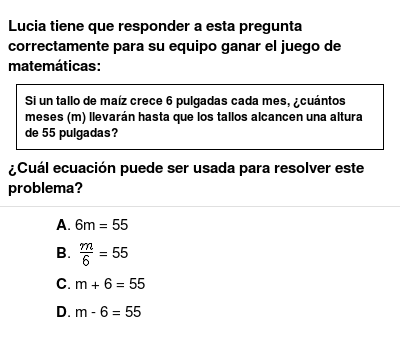 Lucia tiene que responder a esta pregunta
correctamente para su equipo ganar el juego de
matemáticas:
Si un tallo de maíz crece 6 pulgadas cada mes, ¿cuántos
meses (m) llevarán hasta que los tallos alcancen una altura
de 55 pulgadas?
¿Cuál ecuación puede ser usada para resolver este
problema?
A. 6m = 55
B. m/6 = 55
C. m + 6 = 55
D. m - 6 = 55